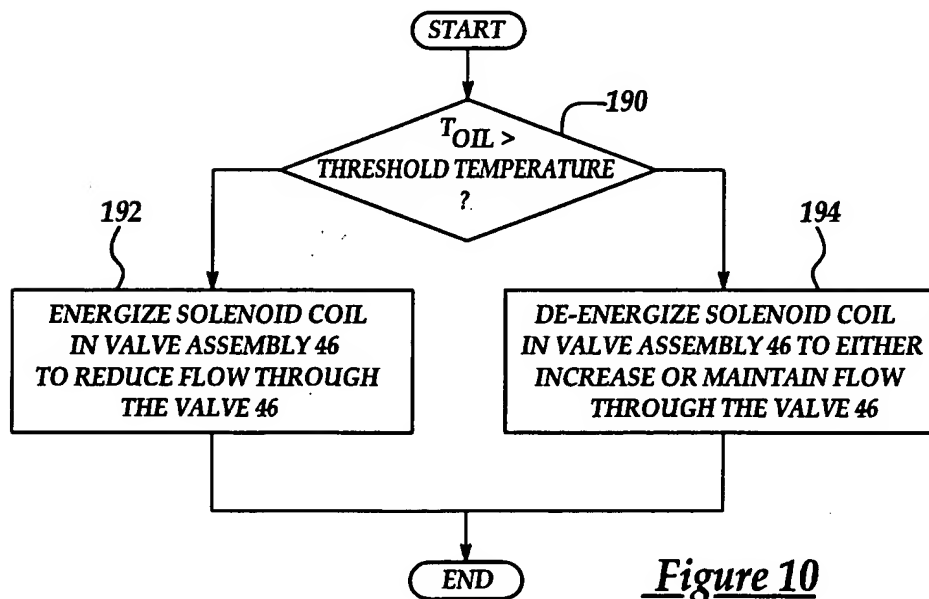 START
190
TOIL >
THRESHOLD TEMPERATURE
?
192
194
ENERGIZE SOLENOID COIL
IN VALVE ASSEMBLY 46
TO REDUCE FLOW THROUGH
THE VALVE 46
DE-ENERGIZE SOLENOID COIL
IN VALVE ASSEMBLY 46 TO EITHER
INCREASE OR MAINTAIN FLOW
THROUGH THE VALVE 46
END
Figure 10